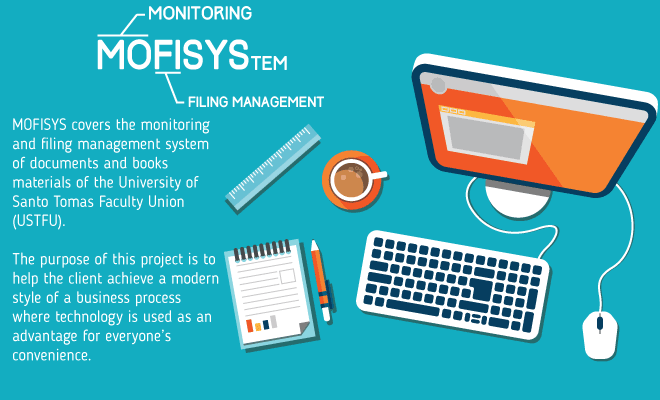 MONITORING
MOFISYSTEM
FILING MANAGEMENT
MOFISYS covers the monitoring
and filing management system
of documents and books
materials of the University of
Santo Tomas Faculty Union
(USTFU).
The purpose of this project is to
help the client achieve a modern
style of a business process
where technology is used as an
advantage for everyone's
convenience.